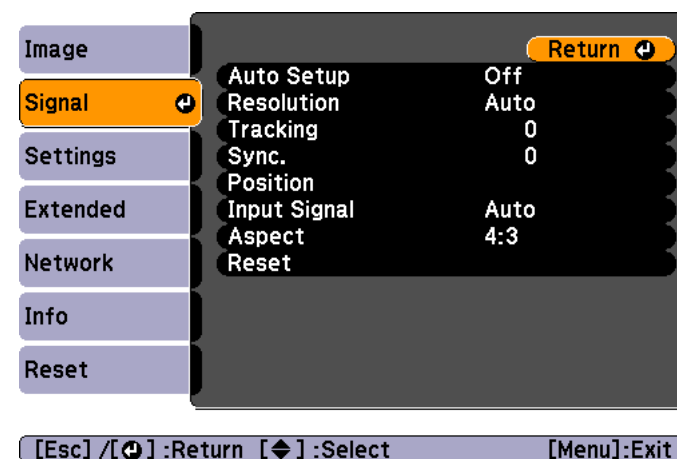 Image
Signal
Settings
Extended
Network
Info
Reset
Return
Auto Setup Off
Resolution Auto
Tracking 0
Sync. 0
Position
Input Signal Auto
Aspect 4:3
Reset
[Esc] /[ ] :Return [ ] :Select [Menu]:Exit